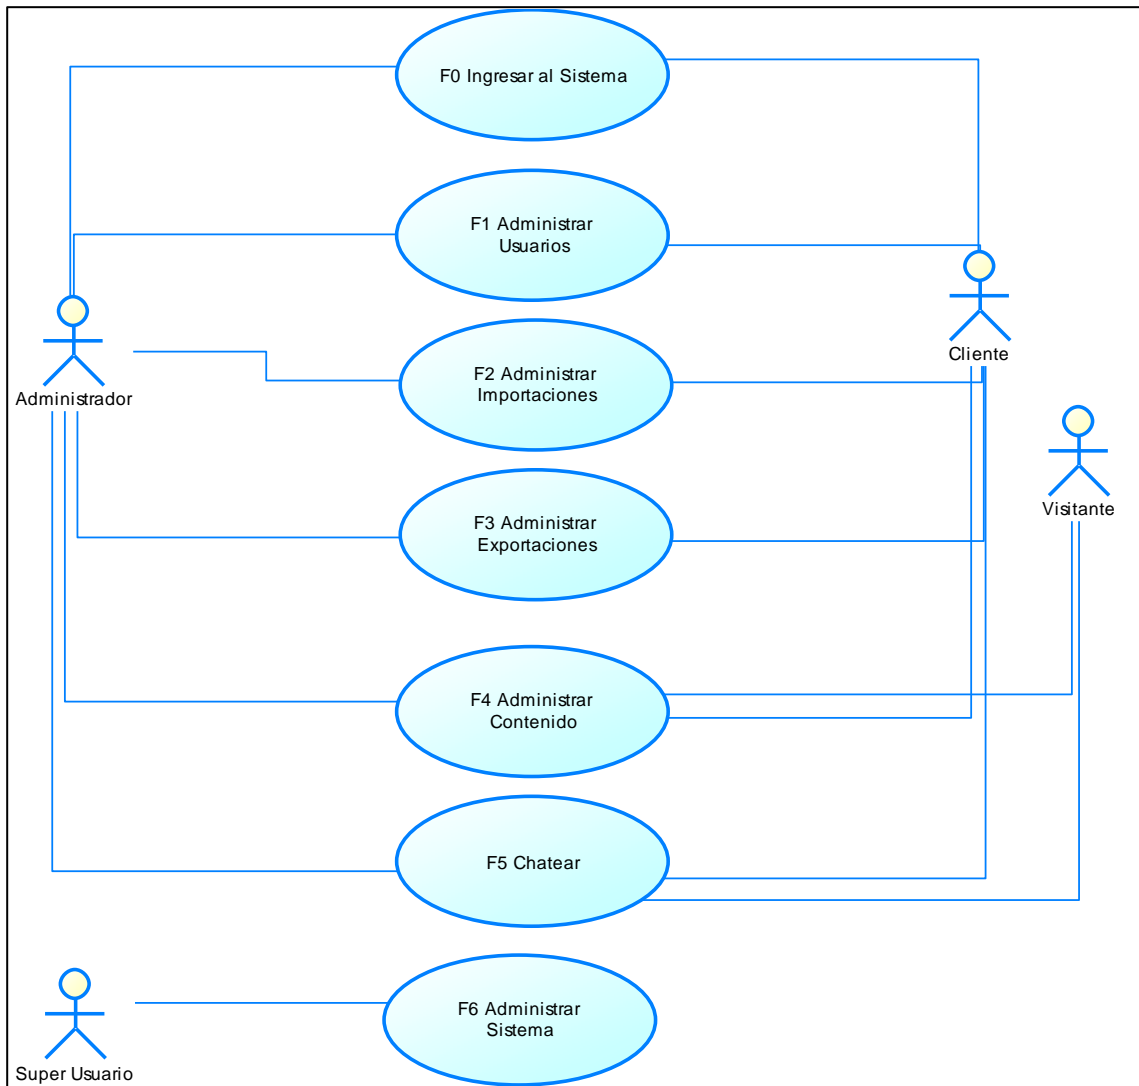 F0 Ingresar al Sistema
F1 Administrar
Usuarios
Cliente
F2 Administrar
Importaciones
Administrador
Visitante
F3 Administrar
Exportaciones
F4 Administrar
Contenido
F5 Chatear
F6 Administrar
Sistema
Super Usuario